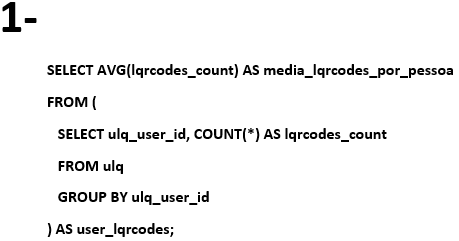 1-
SELECT AVG(lqrcodes_count) AS media_lqrcodes_por_pessoa
FROM (
SELECT ulq_user_id, COUNT(*) AS lqrcodes_count
FROM ulq
GROUP BY ulq_user_id
) AS user_lqrcodes;